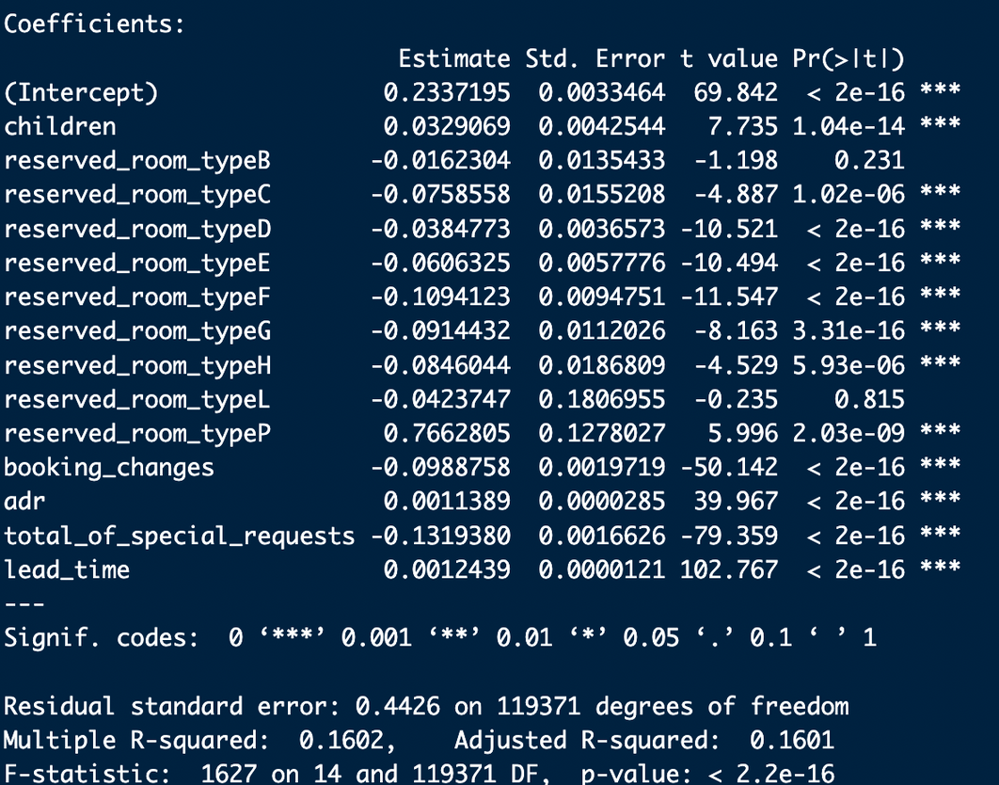 Coefficients:
Estimate Std. Error t value Pr(>|t|)
(Intercept) 0.2337195 0.0033464 69.842 < 2e-16 ***
children 0.0329069 0.0042544 7.735 1.04e-14 ***
reserved_room_typeB -0.0162304 0.0135433 -1.198 0.231
reserved_room_typeC -0.0758558 0.0155208 -4.887 1.02e-06 ***
reserved_room_typeD -0.0384773 0.0036573 -10.521 < 2e-16 ***
reserved_room_typeE -0.0606325 0.0057776 -10.494 < 2e-16 ***
reserved_room_typeF -0.1094123 0.0094751 -11.547 < 2e-16 ***
reserved_room_typeG -0.0914432 0.0112026 -8.163 3.31e-16 ***
reserved_room_typeH -0.0846044 0.0186809 -4.529 5.93e-06 ***
reserved_room_typeL -0.0423747 0.1806955 -0.235 0.815
reserved_room_typeP 0.7662805 0.1278027 5.996 2.03e-09 ***
booking_changes -0.0988758 0.0019719 -50.142 < 2e-16 ***
adr 0.0011389 0.0000285 39.967 < 2e-16 ***
total_of_special_requests -0.1319380 0.0016626 -79.359 < 2e-16 ***
lead_time 0.0012439 0.0000121 102.767 < 2e-16 ***
---
Signif. codes: 0 ‘***’ 0.001 ‘**’ 0.01 ‘*’ 0.05 ‘.’ 0.1 ‘ ’ 1
Residual standard error: 0.4426 on 119371 degrees of freedom
Multiple R-squared: 0.1602, Adjusted R-squared: 0.1601
F-statistic: 1627 on 14 and 119371 DF, p-value: < 2.2e-16